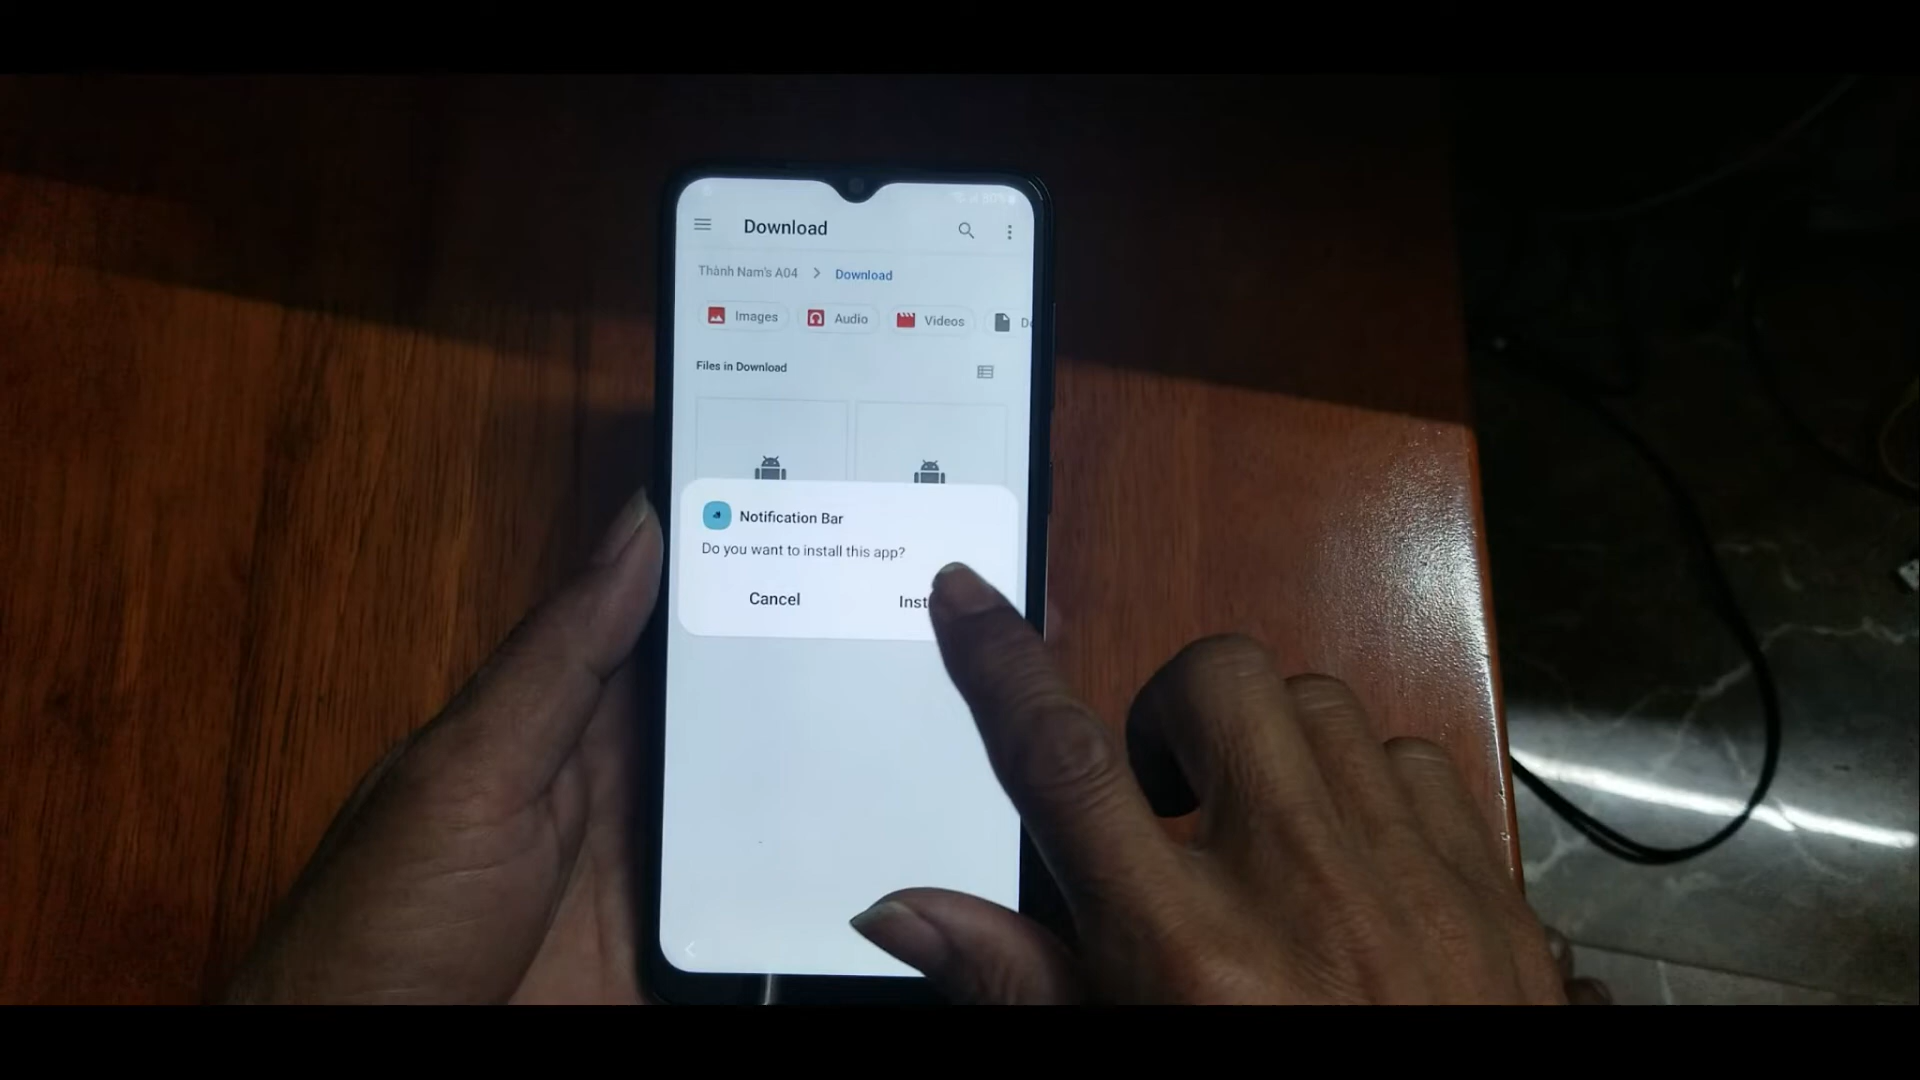 Download
Thành Nam's A04 > Download
Images Audio Videos
Files in Download
Notification Bar
Do you want to install this app?
Cancel Inst